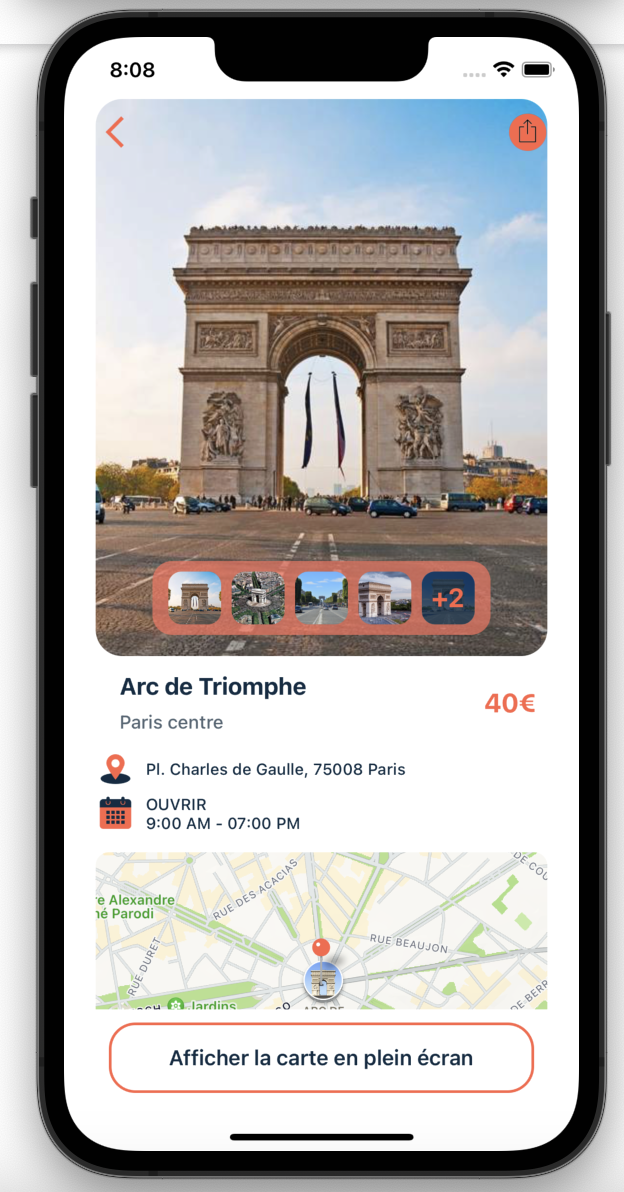 8:08
+2
Arc de Triomphe
40€
Paris centre
Pl. Charles de Gaulle, 75008 Paris
OUVRIR
9:00 AM - 07:00 PM
DE COU
RUE DES ACACIAS
e Alexandre
né Parodi
RUE BEAUJON
RUE DURET
DE BERR
Jardins
ARC DE
Afficher la carte en plein écran